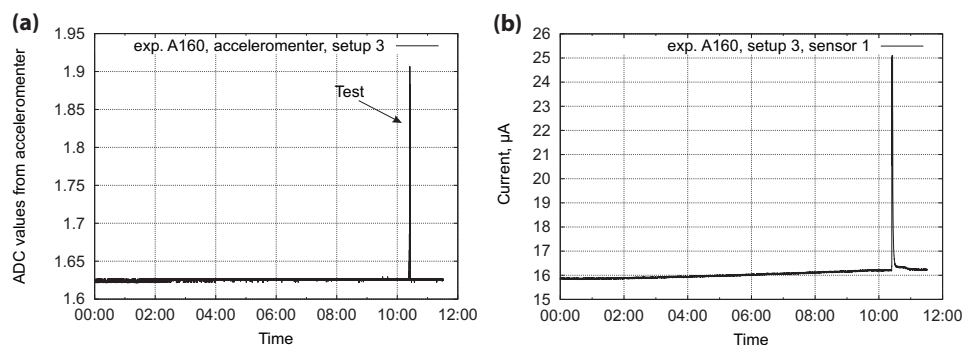 (a)
exp. A160, acceleromenter, setup 3
Test
ADC values from acceleromenter
1.95
1.9
1.85
1.8
1.75
1.7
1.65
1.6
00:00 02:00 04:00 06:00 08:00 10:00 12:00
Time
(b)
exp. A160, setup 3, sensor 1
Current, µA
26
25
24
23
22
21
20
19
18
17
16
15
00:00 02:00 04:00 06:00 08:00 10:00 12:00
Time